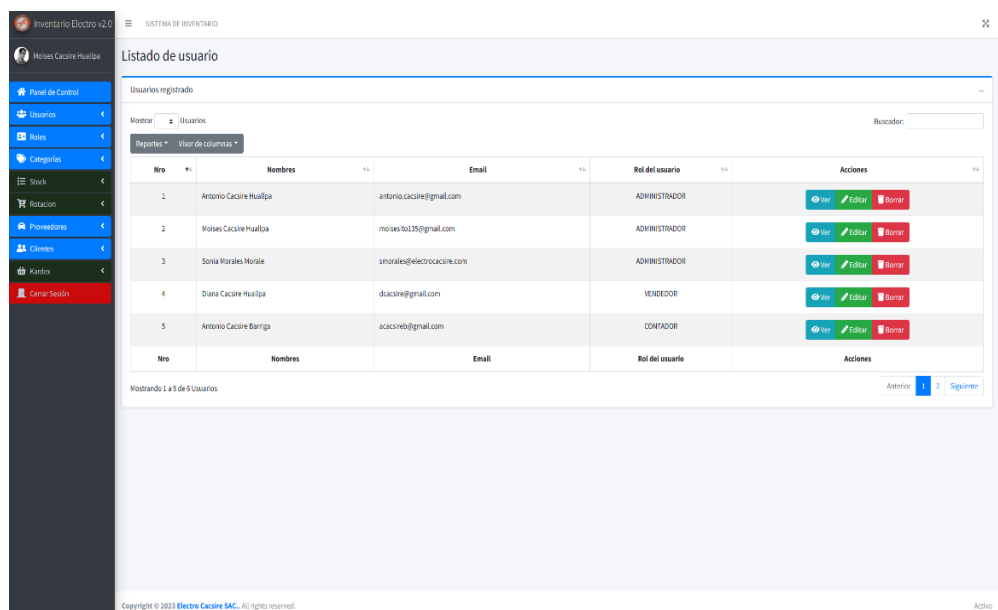 Inventario Electro v2.0
SISTEMA DE INVENTARIO
Moises Cacsire Huallpa
Listado de usuario
Panel de Control
Usuarios
Roles
Categorías
Stock
Rotacion
Proveedores
Clientes
Kardex
Cerrar Sesión
Usuarios registrado
Mostrar Usuarios
Buscador:
Reportes Visor de columnas
Nro Nombres Email Rol del usuario Acciones
1 Antonio Cacsire Huallpa antonio.cacsire@gmail.com ADMINISTRADOR Ver Editar Borrar
2 Moises Cacsire Huallpa moisesito135@gmail.com ADMINISTRADOR Ver Editar Borrar
3 Sonia Morales Morale smorales@electrocacsire.com ADMINISTRADOR Ver Editar Borrar
4 Diana Cacsire Huallpa dcacsire@gmail.com VENDEDOR Ver Editar Borrar
5 Antonio Cacsire Barriga acacsireb@gmail.com CONTADOR Ver Editar Borrar
Nro Nombres Email Rol del usuario Acciones
Mostrando 1 a 5 de 6 Usuarios
Anterior 1 2 Siguiente
Copyright © 2023 Electro Cacsire SAC.. All rights reserved.
Activo